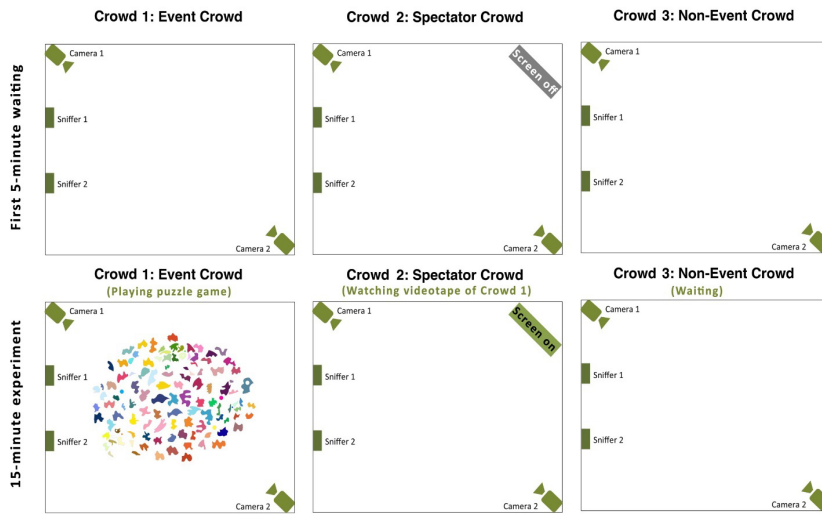 Crowd 1: Event Crowd
Crowd 2: Spectator Crowd
Crowd 3: Non-Event Crowd
First 5-minute waiting
Camera 1
Sniffer 1
Sniffer 2
Camera 2
Camera 1
Screen off
Sniffer 1
Sniffer 2
Camera 2
Camera 1
Sniffer 1
Sniffer 2
Camera 2
Crowd 1: Event Crowd
(Playing puzzle game)
Crowd 2: Spectator Crowd
(Watching videotape of Crowd 1)
Crowd 3: Non-Event Crowd
(Waiting)
15-minute experiment
Camera 1
Sniffer 1
Sniffer 2
Camera 2
Camera 1
Screen on
Sniffer 1
Sniffer 2
Camera 2
Camera 1
Sniffer 1
Sniffer 2
Camera 2